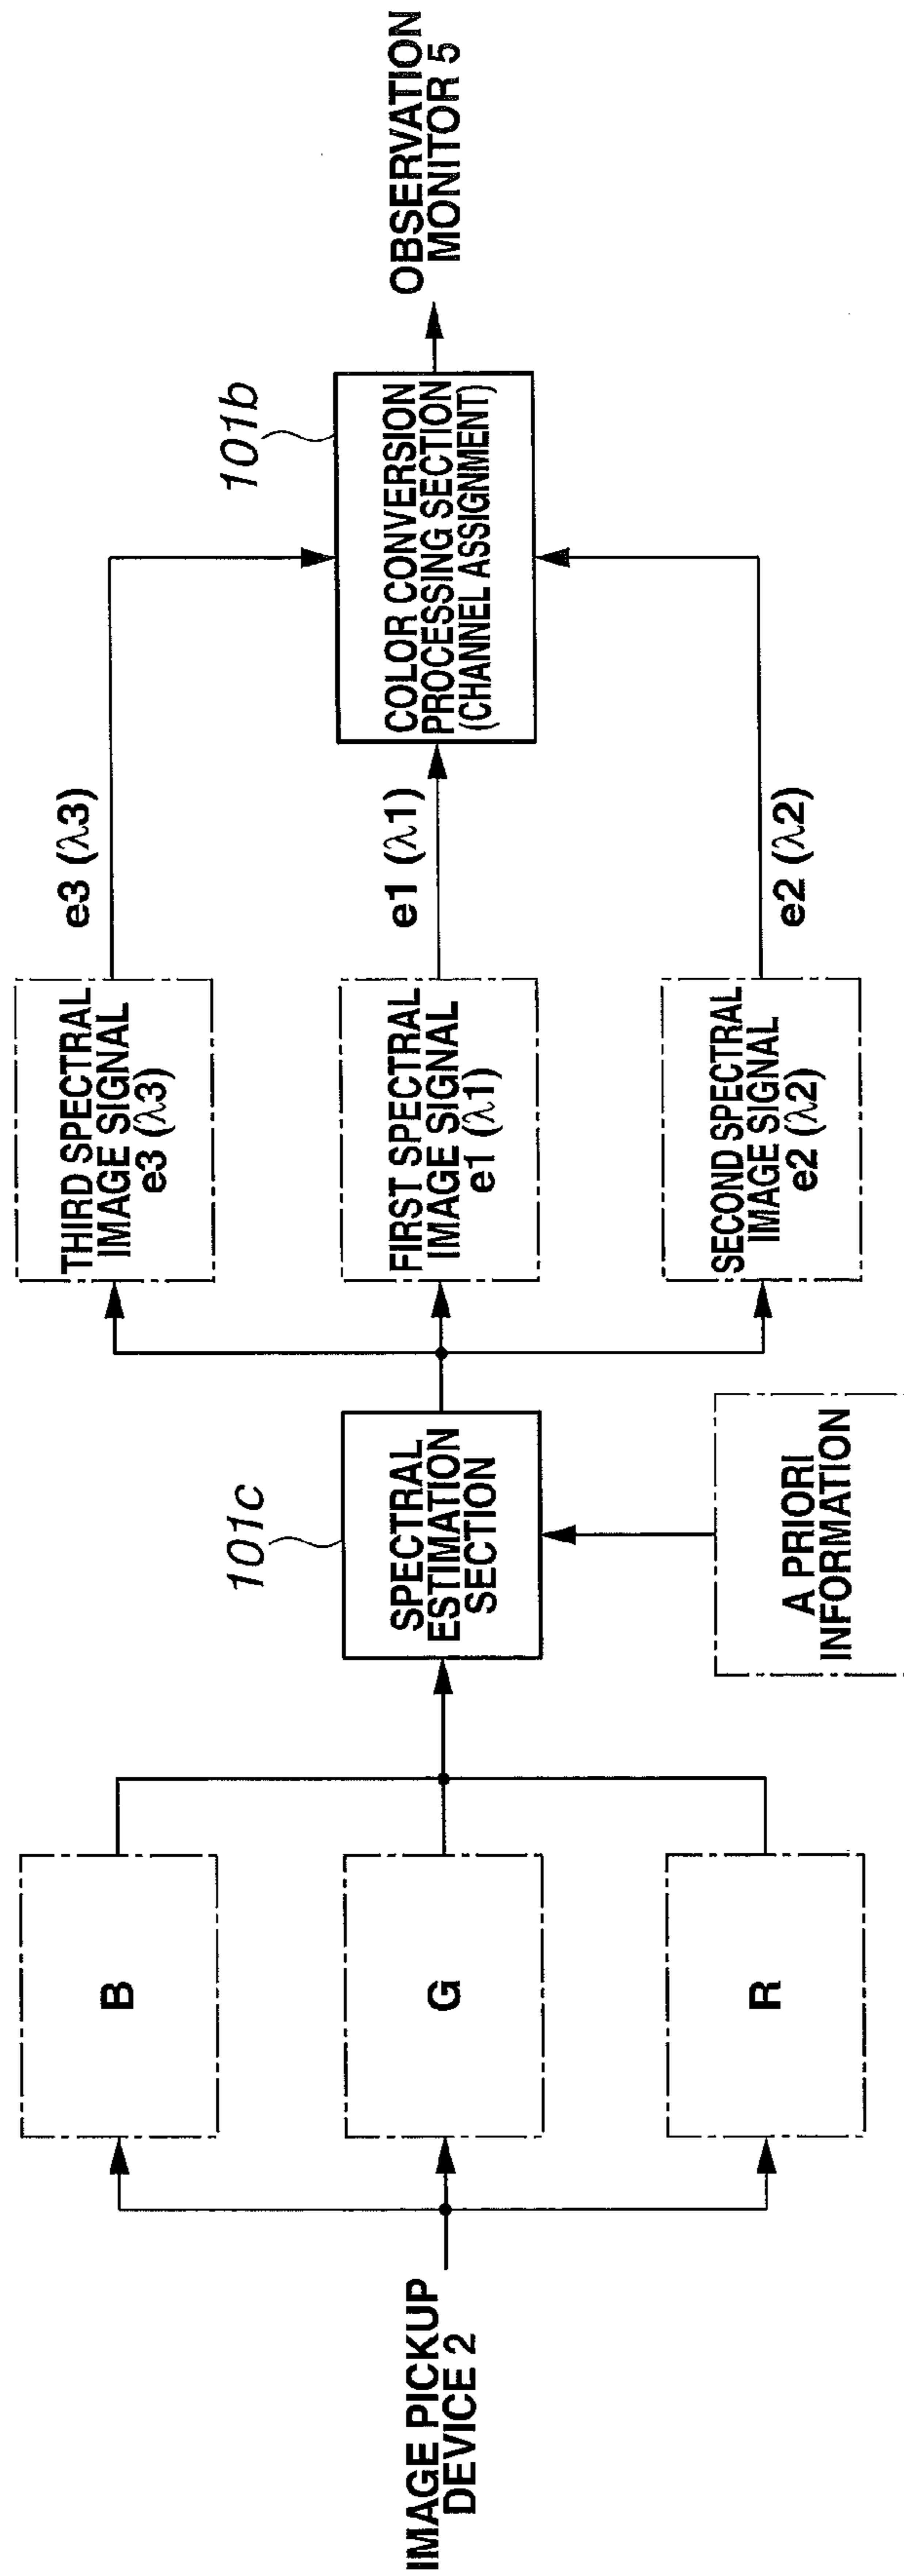 IMAGE PICKUP
DEVICE 2
B
G
R
101c
SPECTRAL
ESTIMATION
SECTION
A PRIORI
INFORMATION
THIRD SPECTRAL
IMAGE SIGNAL
e3 (λ3)
FIRST SPECTRAL
IMAGE SIGNAL
e1 (λ1)
SECOND SPECTRAL
IMAGE SIGNAL
e2 (λ2)
e3 (λ3)
e1 (λ1)
e2 (λ2)
101b
COLOR CONVERSION
PROCESSING SECTION
(CHANNEL ASSIGNMENT)
OBSERVATION
MONITOR 5